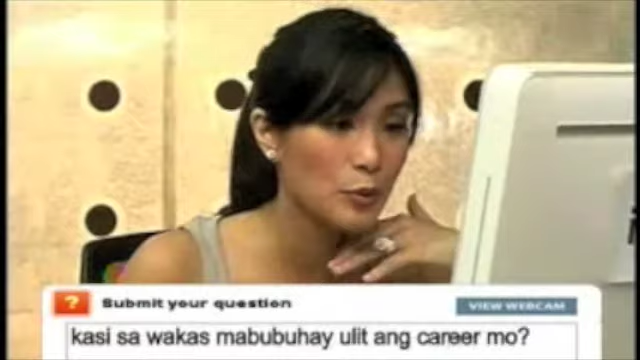 ? Submit your question
VIEW WEBCAM
kasi sa wakas mabubuhay ulit ang career mo?